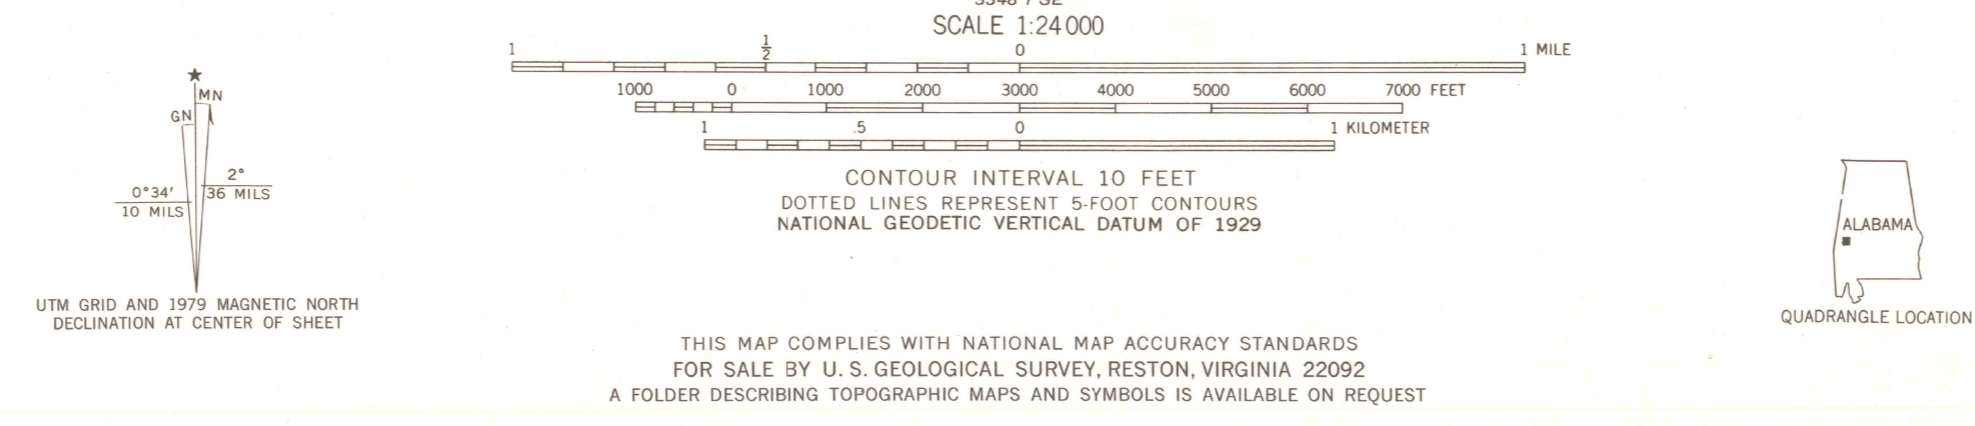 SCALE 1:24 000
1 1/2 0 1 MILE
1000 0 1000 2000 3000 4000 5000 6000 7000 FEET
1 .5 0 1 KILOMETER
CONTOUR INTERVAL 10 FEET
DOTTED LINES REPRESENT 5-FOOT CONTOURS
NATIONAL GEODETIC VERTICAL DATUM OF 1929
★
MN
GN
2°
36 MILS
0°34′
10 MILS
UTM GRID AND 1979 MAGNETIC NORTH
DECLINATION AT CENTER OF SHEET
ALABAMA
QUADRANGLE LOCATION
THIS MAP COMPLIES WITH NATIONAL MAP ACCURACY STANDARDS
FOR SALE BY U. S. GEOLOGICAL SURVEY, RESTON, VIRGINIA 22092
A FOLDER DESCRIBING TOPOGRAPHIC MAPS AND SYMBOLS IS AVAILABLE ON REQUEST